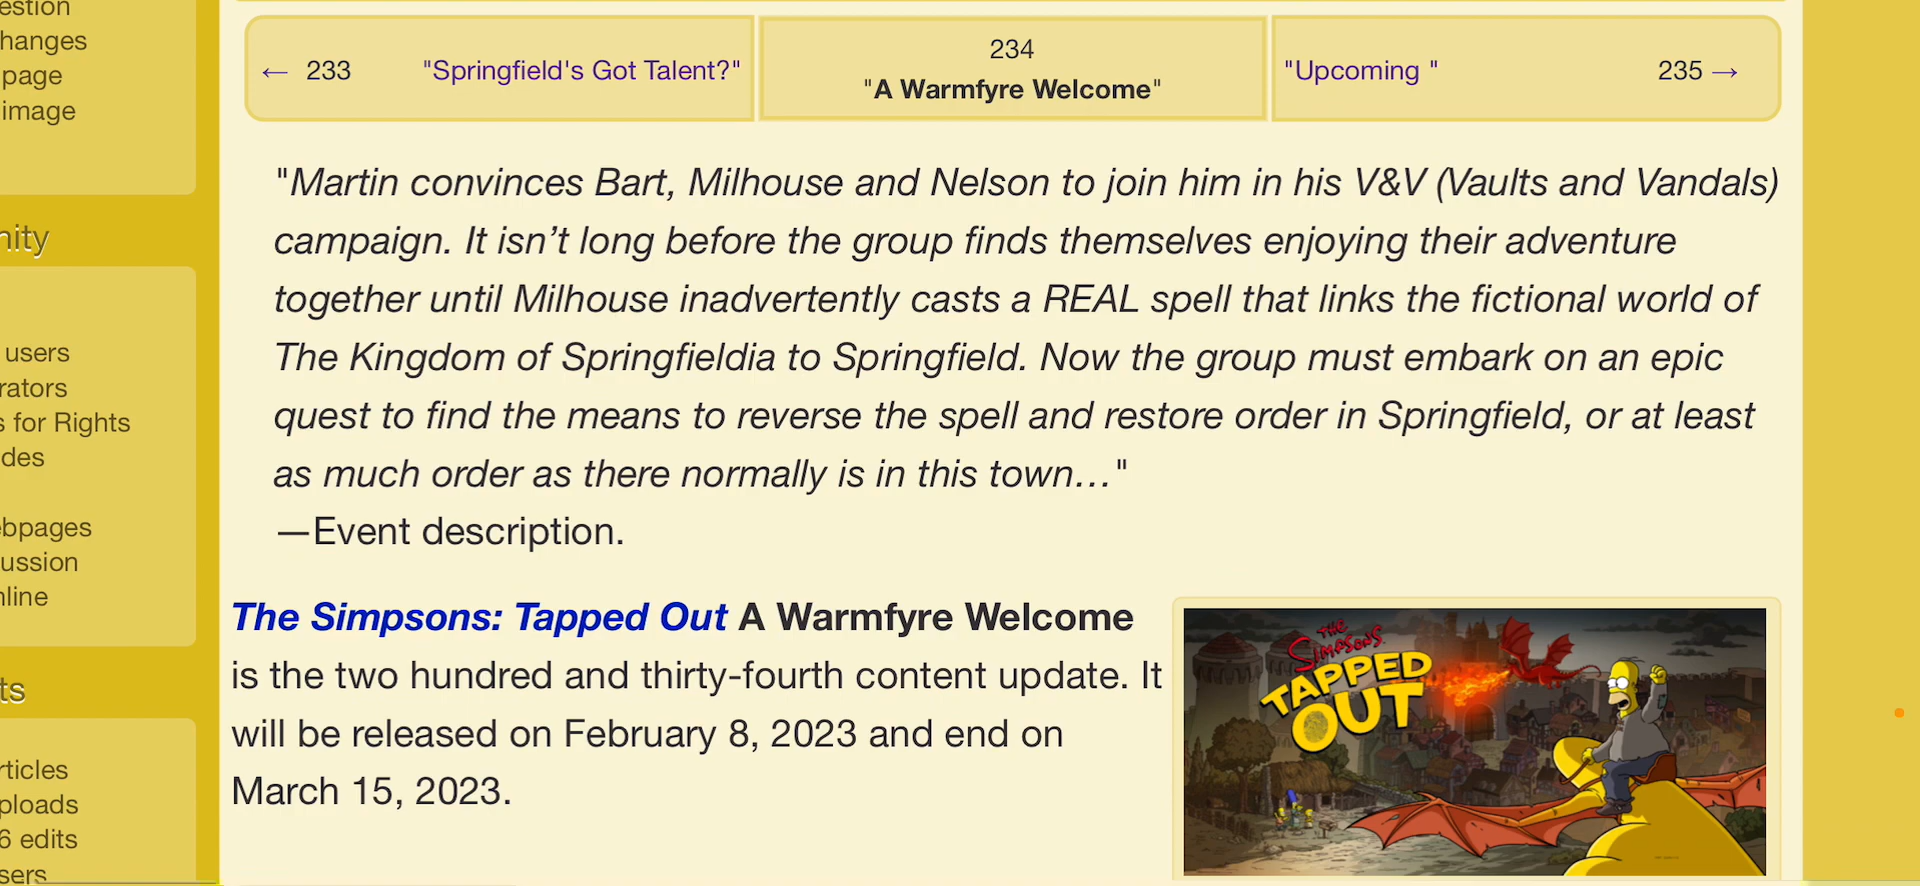 estion
hanges
page
image
nity
users
rators
s for Rights
des
ebpages
ussion
nline
ts
rticles
ploads
6 edits
sers
← 233 "Springfield's Got Talent?"
234
"A Warmfyre Welcome"
"Upcoming " 235 →
"Martin convinces Bart, Milhouse and Nelson to join him in his V&V (Vaults and Vandals)
campaign. It isn’t long before the group finds themselves enjoying their adventure
together until Milhouse inadvertently casts a REAL spell that links the fictional world of
The Kingdom of Springfieldia to Springfield. Now the group must embark on an epic
quest to find the means to reverse the spell and restore order in Springfield, or at least
as much order as there normally is in this town…"
—Event description.
The Simpsons: Tapped Out A Warmfyre Welcome
is the two hundred and thirty-fourth content update. It
will be released on February 8, 2023 and end on
March 15, 2023.
THE
SIMPSONS
TAPPED
OUT